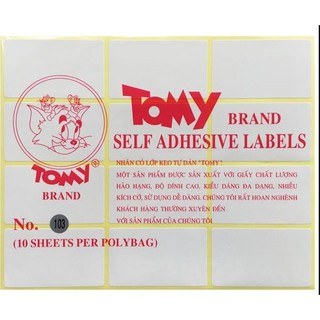 TOMY BRAND
SELF ADHESIVE LABELS
NHÃN CÓ LỚP KEO TỰ DÁN "TOMY"
MỘT SẢN PHẨM ĐƯỢC SẢN XUẤT VỚI GIẤY CHẤT LƯỢNG
HẢO HẠNG, ĐỘ DÍNH CAO, KIỂU DÁNG ĐA DẠNG, NHIỀU
KÍCH CỠ, SỬ DỤNG DỄ DÀNG. CHÚNG TÔI RẤT HOAN NGHÊNH
KHÁCH HÀNG THƯỜNG XUYÊN ĐẾN
VỚI SẢN PHẨM CỦA CHÚNG TÔI
TOMY®
BRAND
No. 103
(10 SHEETS PER POLYBAG)